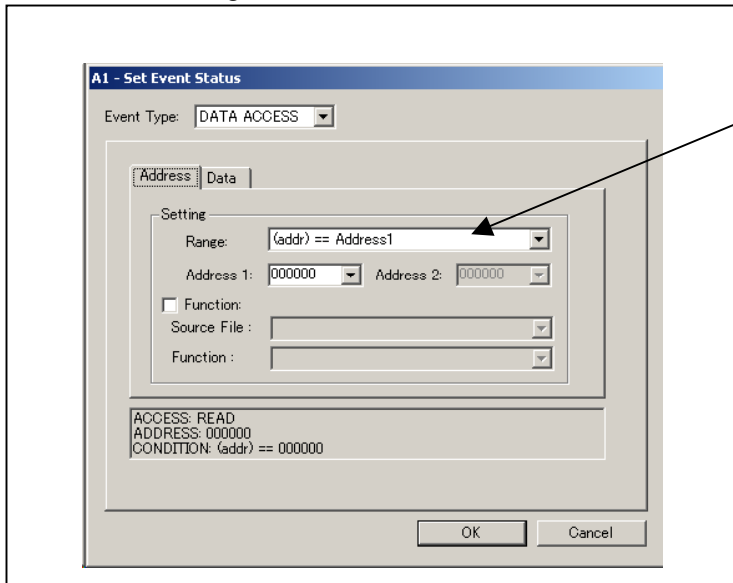 A1 - Set Event Status
Event Type: DATA ACCESS
Address Data
Setting
Range: (addr) == Address1
Address 1: 000000 Address 2: 000000
Function:
Source File :
Function :
ACCESS: READ
ADDRESS: 000000
CONDITION: (addr) == 000000
OK Cancel